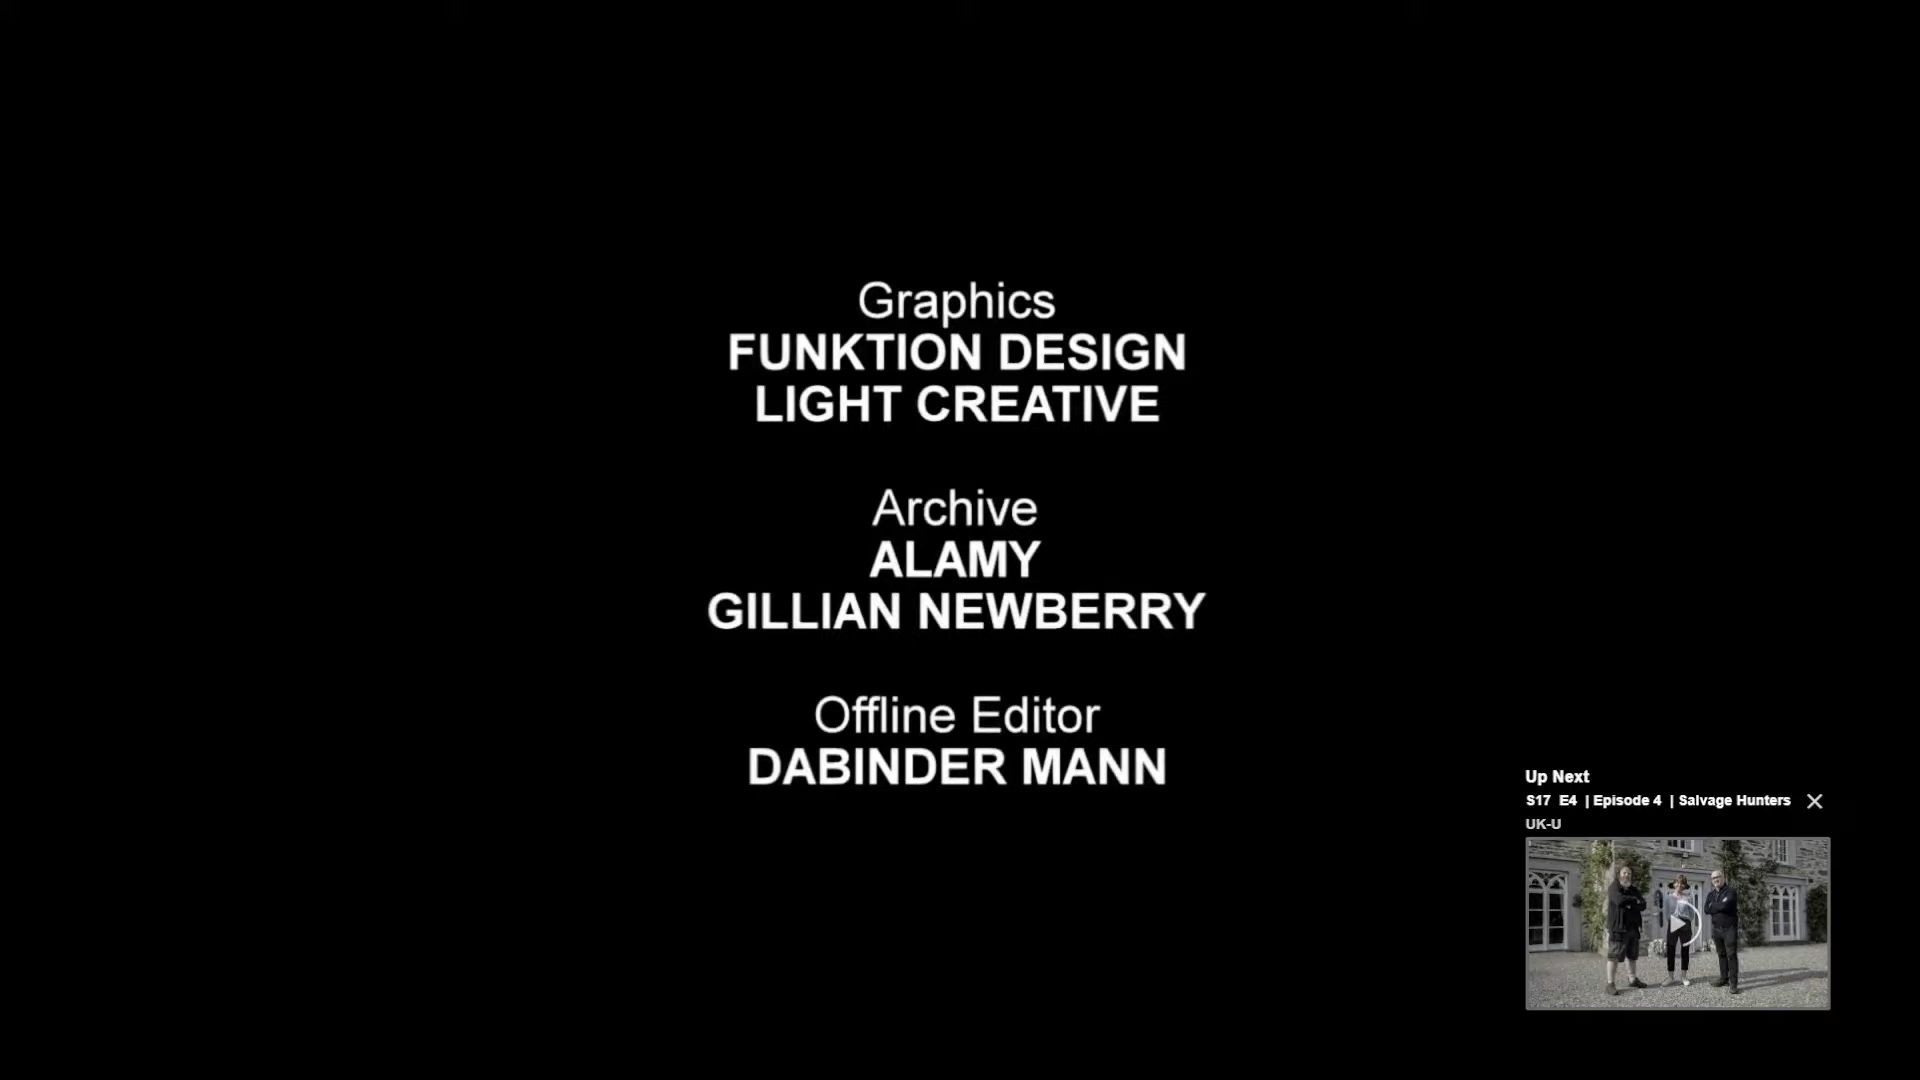 Graphics
FUNKTION DESIGN
LIGHT CREATIVE
Archive
ALAMY
GILLIAN NEWBERRY
Offline Editor
DABINDER MANN
Up Next
S17 E4 | Episode 4 | Salvage Hunters
UK-U